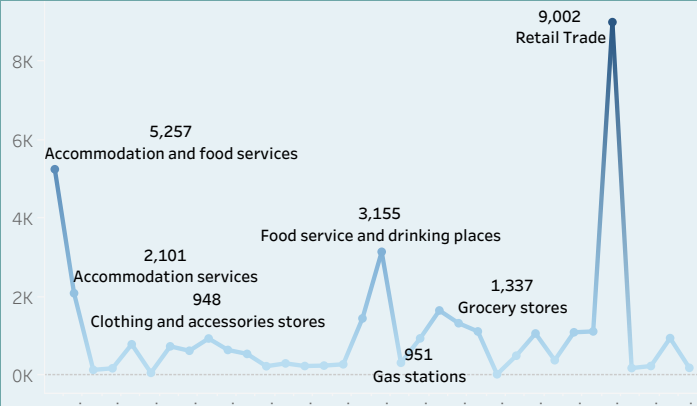 9,002
Retail Trade
8K
5,257
Accommodation and food services
6K
3,155
Food service and drinking places
4K
2,101
Accommodation services
948
Clothing and accessories stores
1,337
Grocery stores
2K
951
Gas stations
0K